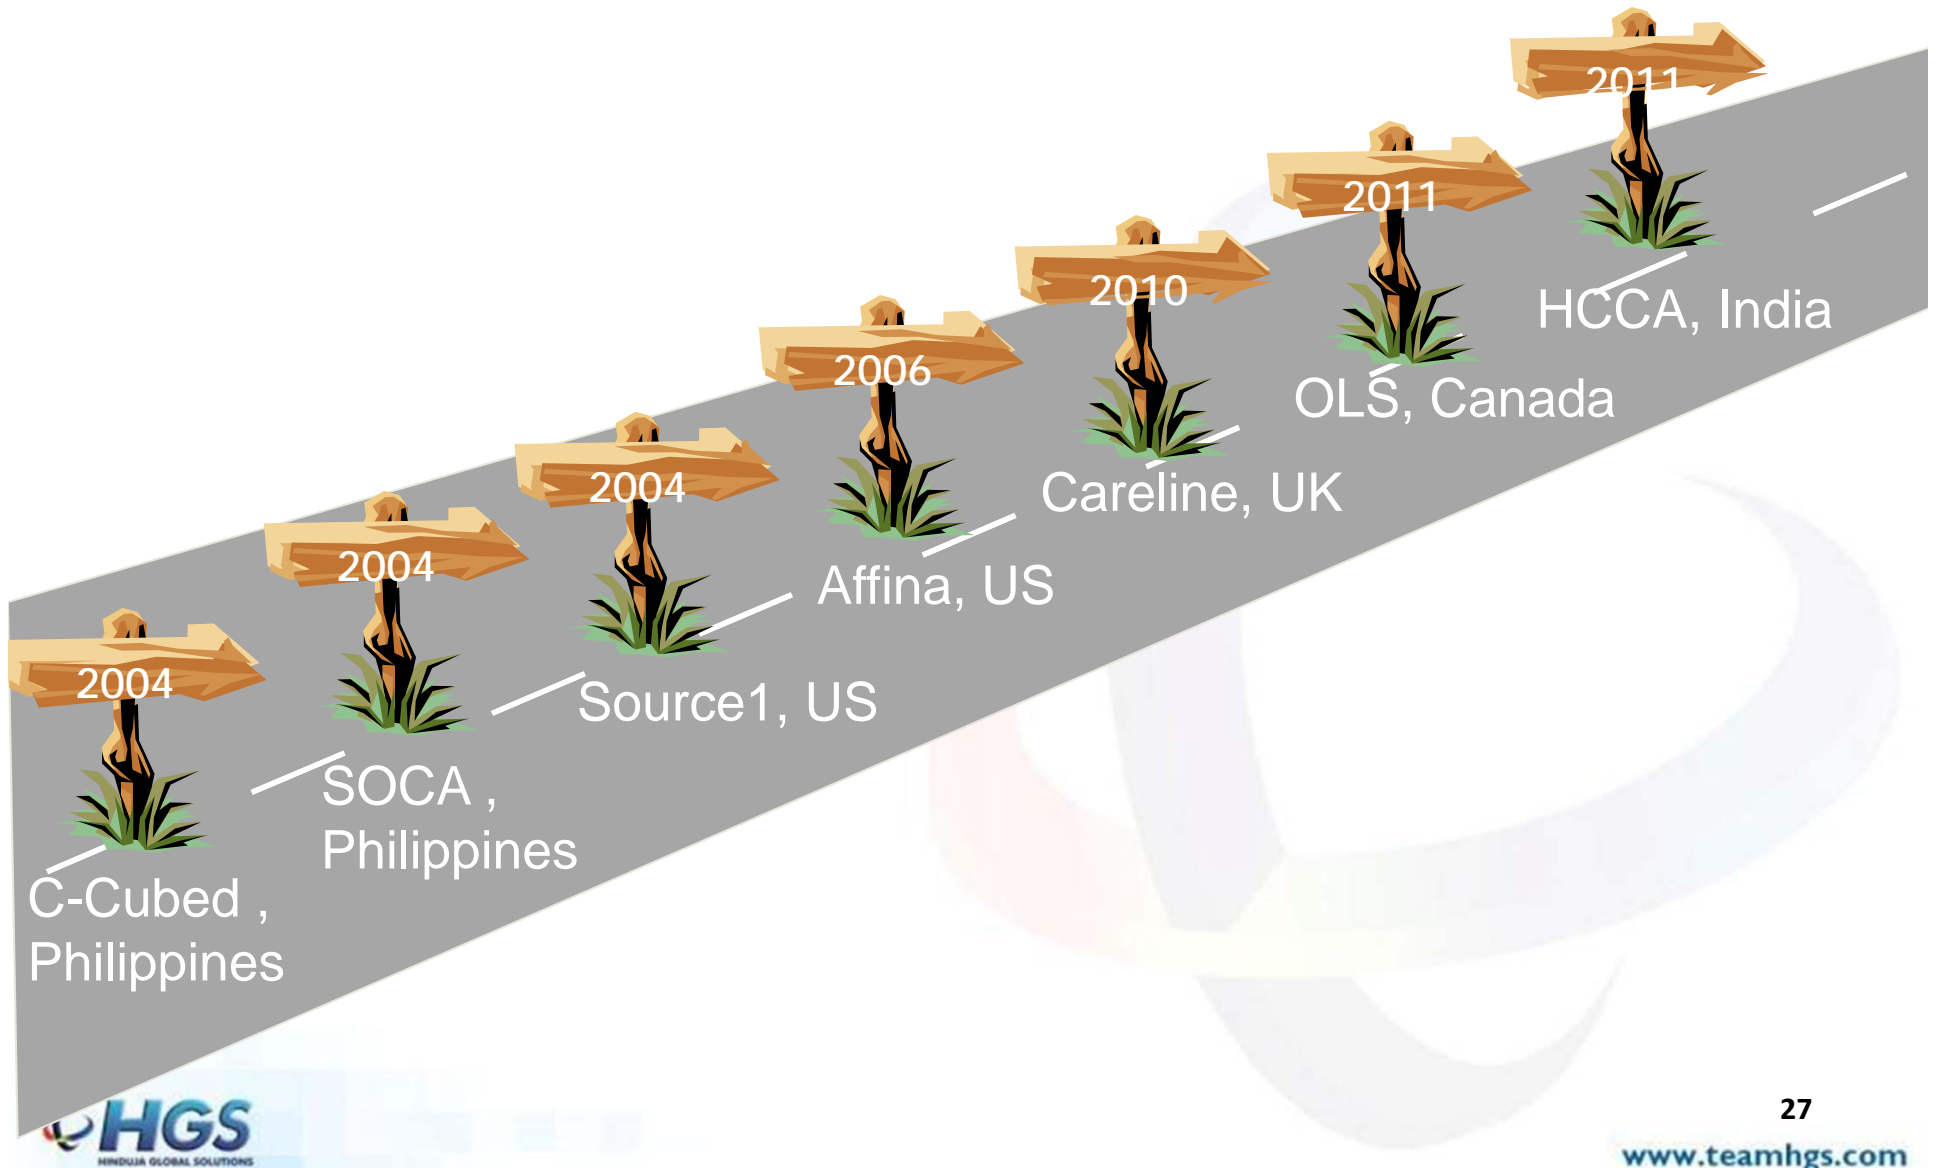 2004
C-Cubed ,
Philippines
2004
SOCA ,
Philippines
2004
Source1, US
2006
Affina, US
2010
Careline, UK
2011
OLS, Canada
2011
HCCA, India
HGS
HINDUJA GLOBAL SOLUTIONS
27
www.teamhgs.com